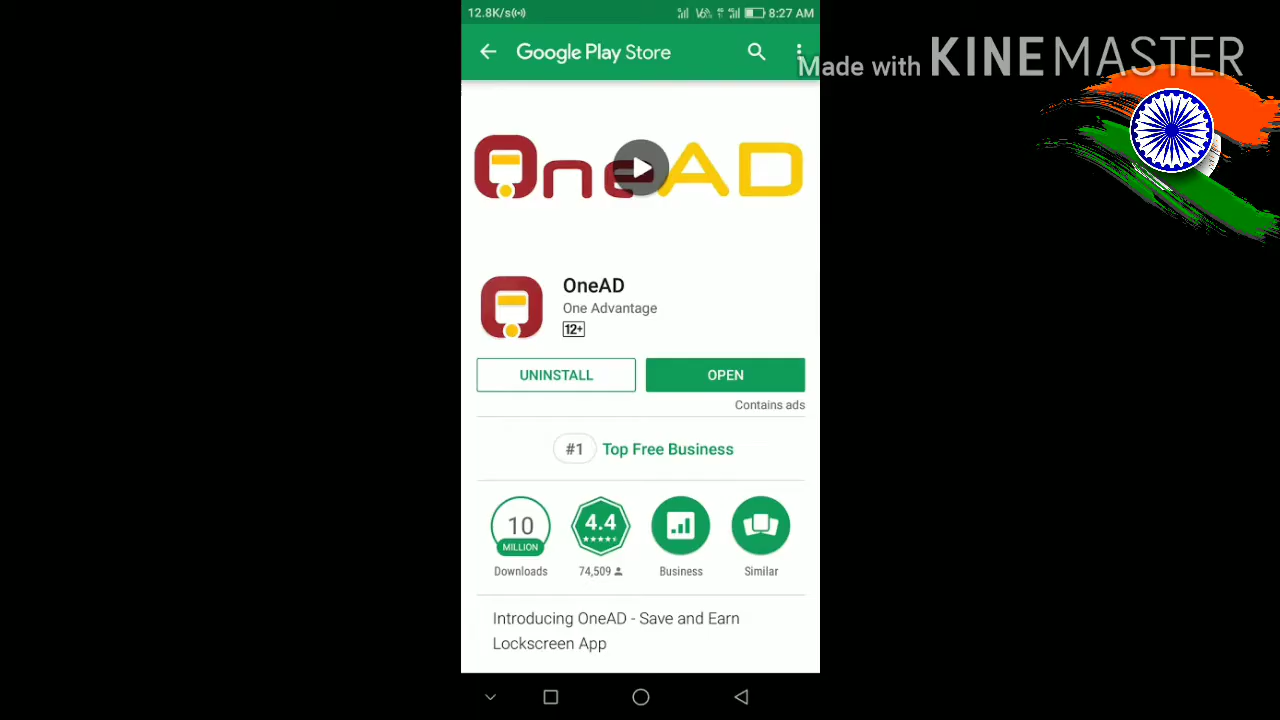 12.8K/s
8:27 AM
Google Play Store
Made with KINEMASTER
OneAD
OneAD
One Advantage
12+
UNINSTALL
OPEN
Contains ads
#1 Top Free Business
10 4.4
MILLION
Downloads 74,509 Business Similar
Introducing OneAD - Save and Earn
Lockscreen App